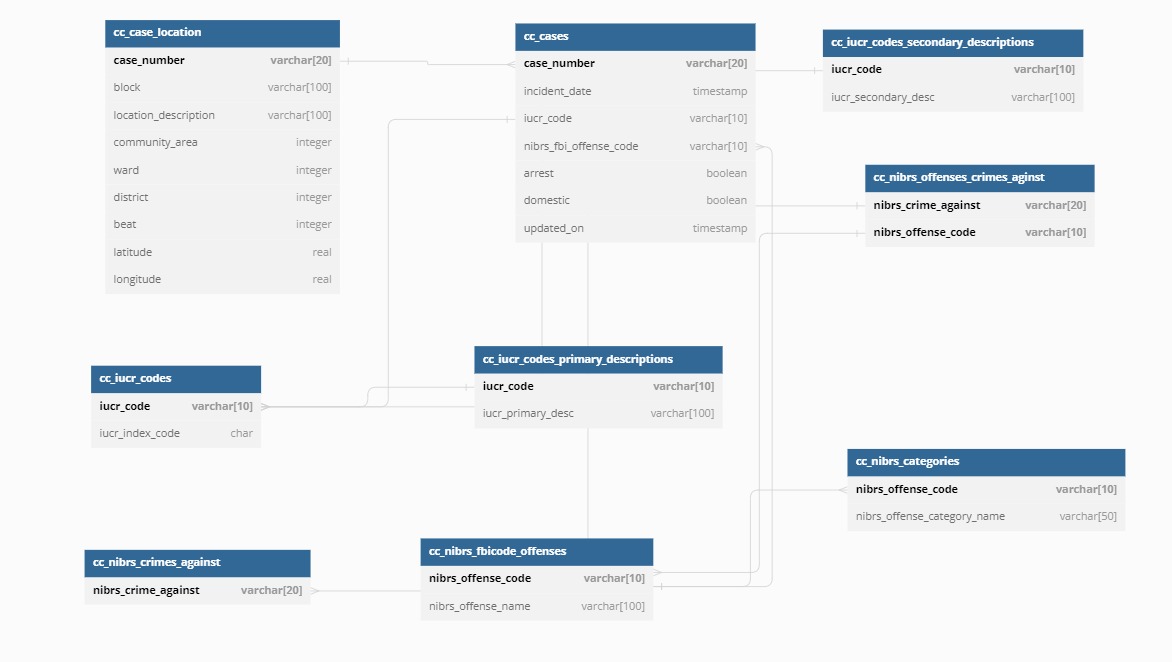 cc_case_location
case_number varchar[20]
block varchar[100]
location_description varchar[100]
community_area integer
ward integer
district integer
beat integer
latitude real
longitude real
cc_cases
case_number varchar[20]
incident_date timestamp
iucr_code varchar[10]
nibrs_fbi_offense_code varchar[10]
arrest boolean
domestic boolean
updated_on timestamp
cc_iucr_codes_secondary_descriptions
iucr_code varchar[10]
iucr_secondary_desc varchar[100]
cc_nibrs_offenses_crimes_aginst
nibrs_crime_against varchar[20]
nibrs_offense_code varchar[10]
cc_iucr_codes
iucr_code varchar[10]
iucr_index_code char
cc_iucr_codes_primary_descriptions
iucr_code varchar[10]
iucr_primary_desc varchar[100]
cc_nibrs_categories
nibrs_offense_code varchar[10]
nibrs_offense_category_name varchar[50]
cc_nibrs_crimes_against
nibrs_crime_against varchar[20]
cc_nibrs_fbicode_offenses
nibrs_offense_code varchar[10]
nibrs_offense_name varchar[100]